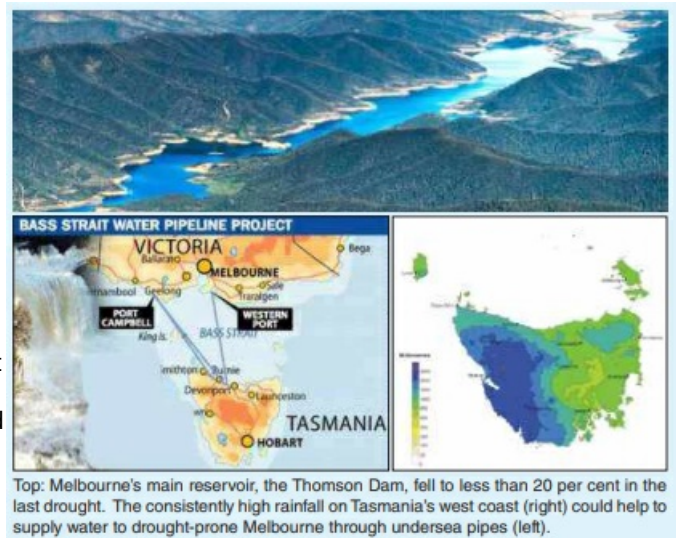 BASS STRAIT WATER PIPELINE PROJECT
VICTORIA
Bega
Ballarat
MELBOURNE
Sale
Geelong
Traralgon
PORT
CAMPBELL
WESTERN
PORT
King Is.
BASS STRAIT
mithton
Devonport
Launceston
TASMANIA
HOBART
Top: Melbourne's main reservoir, the Thomson Dam, fell to less than 20 per cent in the
last drought. The consistently high rainfall on Tasmania's west coast (right) could help to
supply water to drought-prone Melbourne through undersea pipes (left).